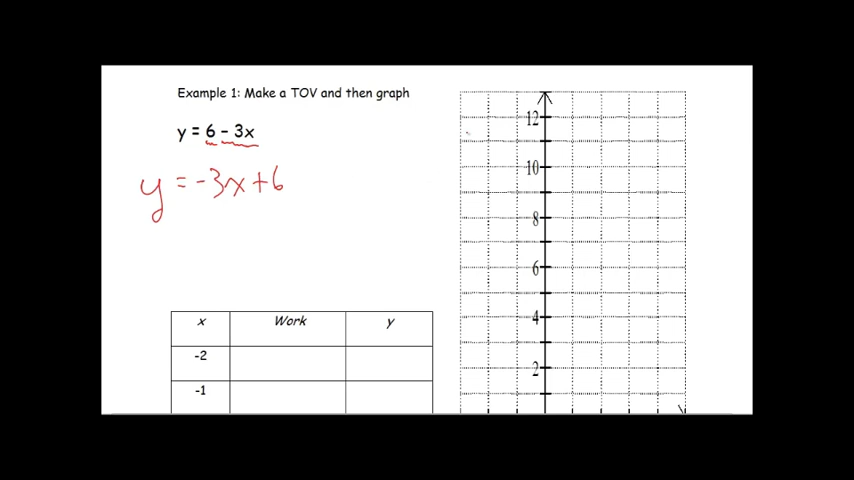 Example 1: Make a TOV and then graph
y = 6 – 3x
y = -3x + 6
x Work y
-2
-1
12
10
8
6
4
2